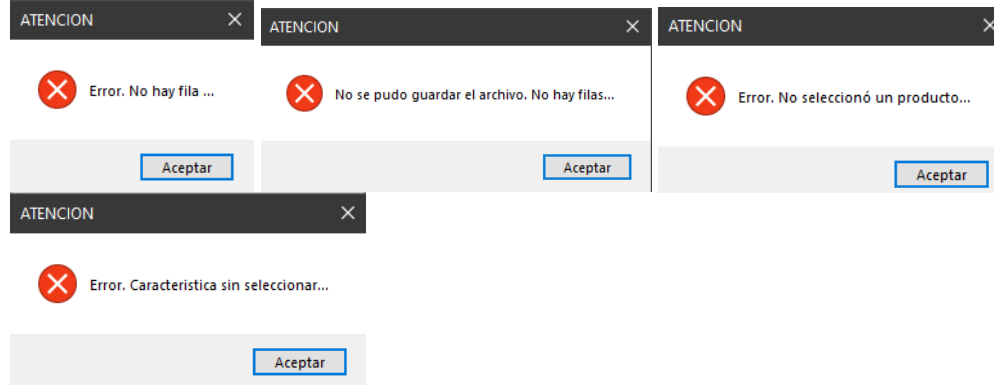 ATENCION
Error. No hay fila ...
Aceptar
ATENCION
No se pudo guardar el archivo. No hay filas...
Aceptar
ATENCION
Error. No seleccionó un producto...
Aceptar
ATENCION
Error. Caracteristica sin seleccionar...
Aceptar